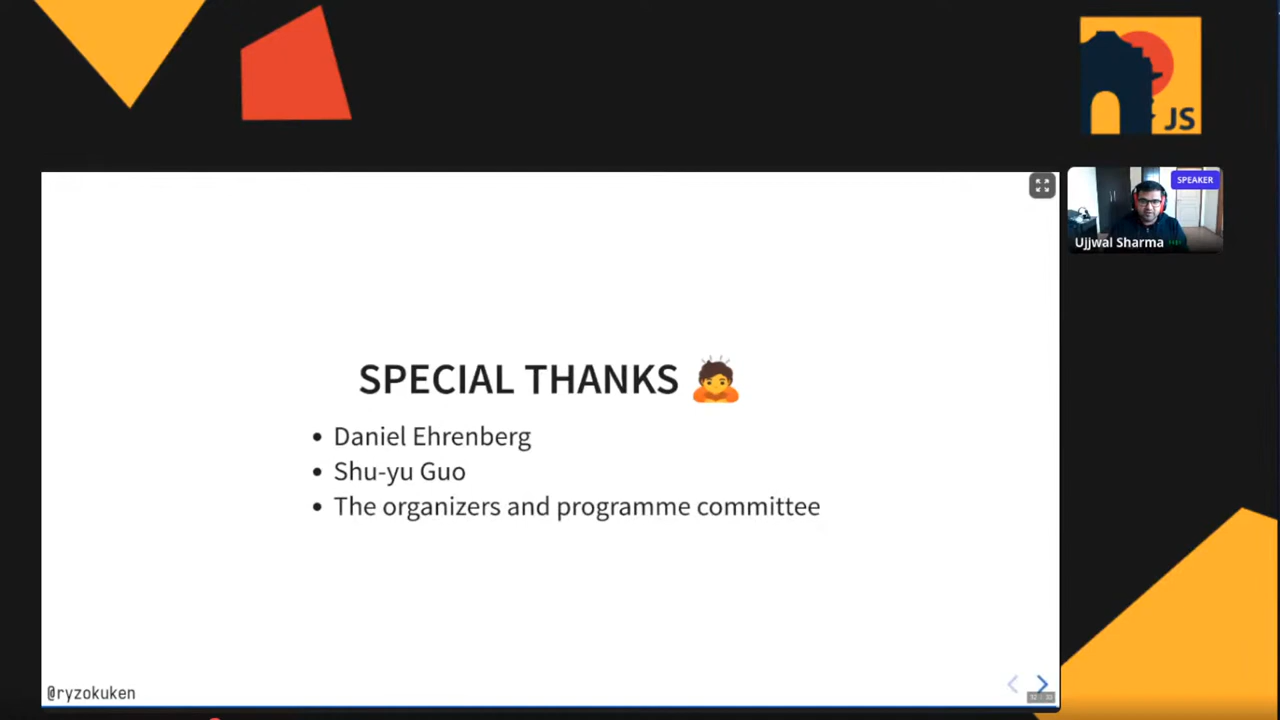 JS
SPEAKER
Ujjwal Sharma
SPECIAL THANKS
Daniel Ehrenberg
Shu-yu Guo
The organizers and programme committee
@ryzokuken